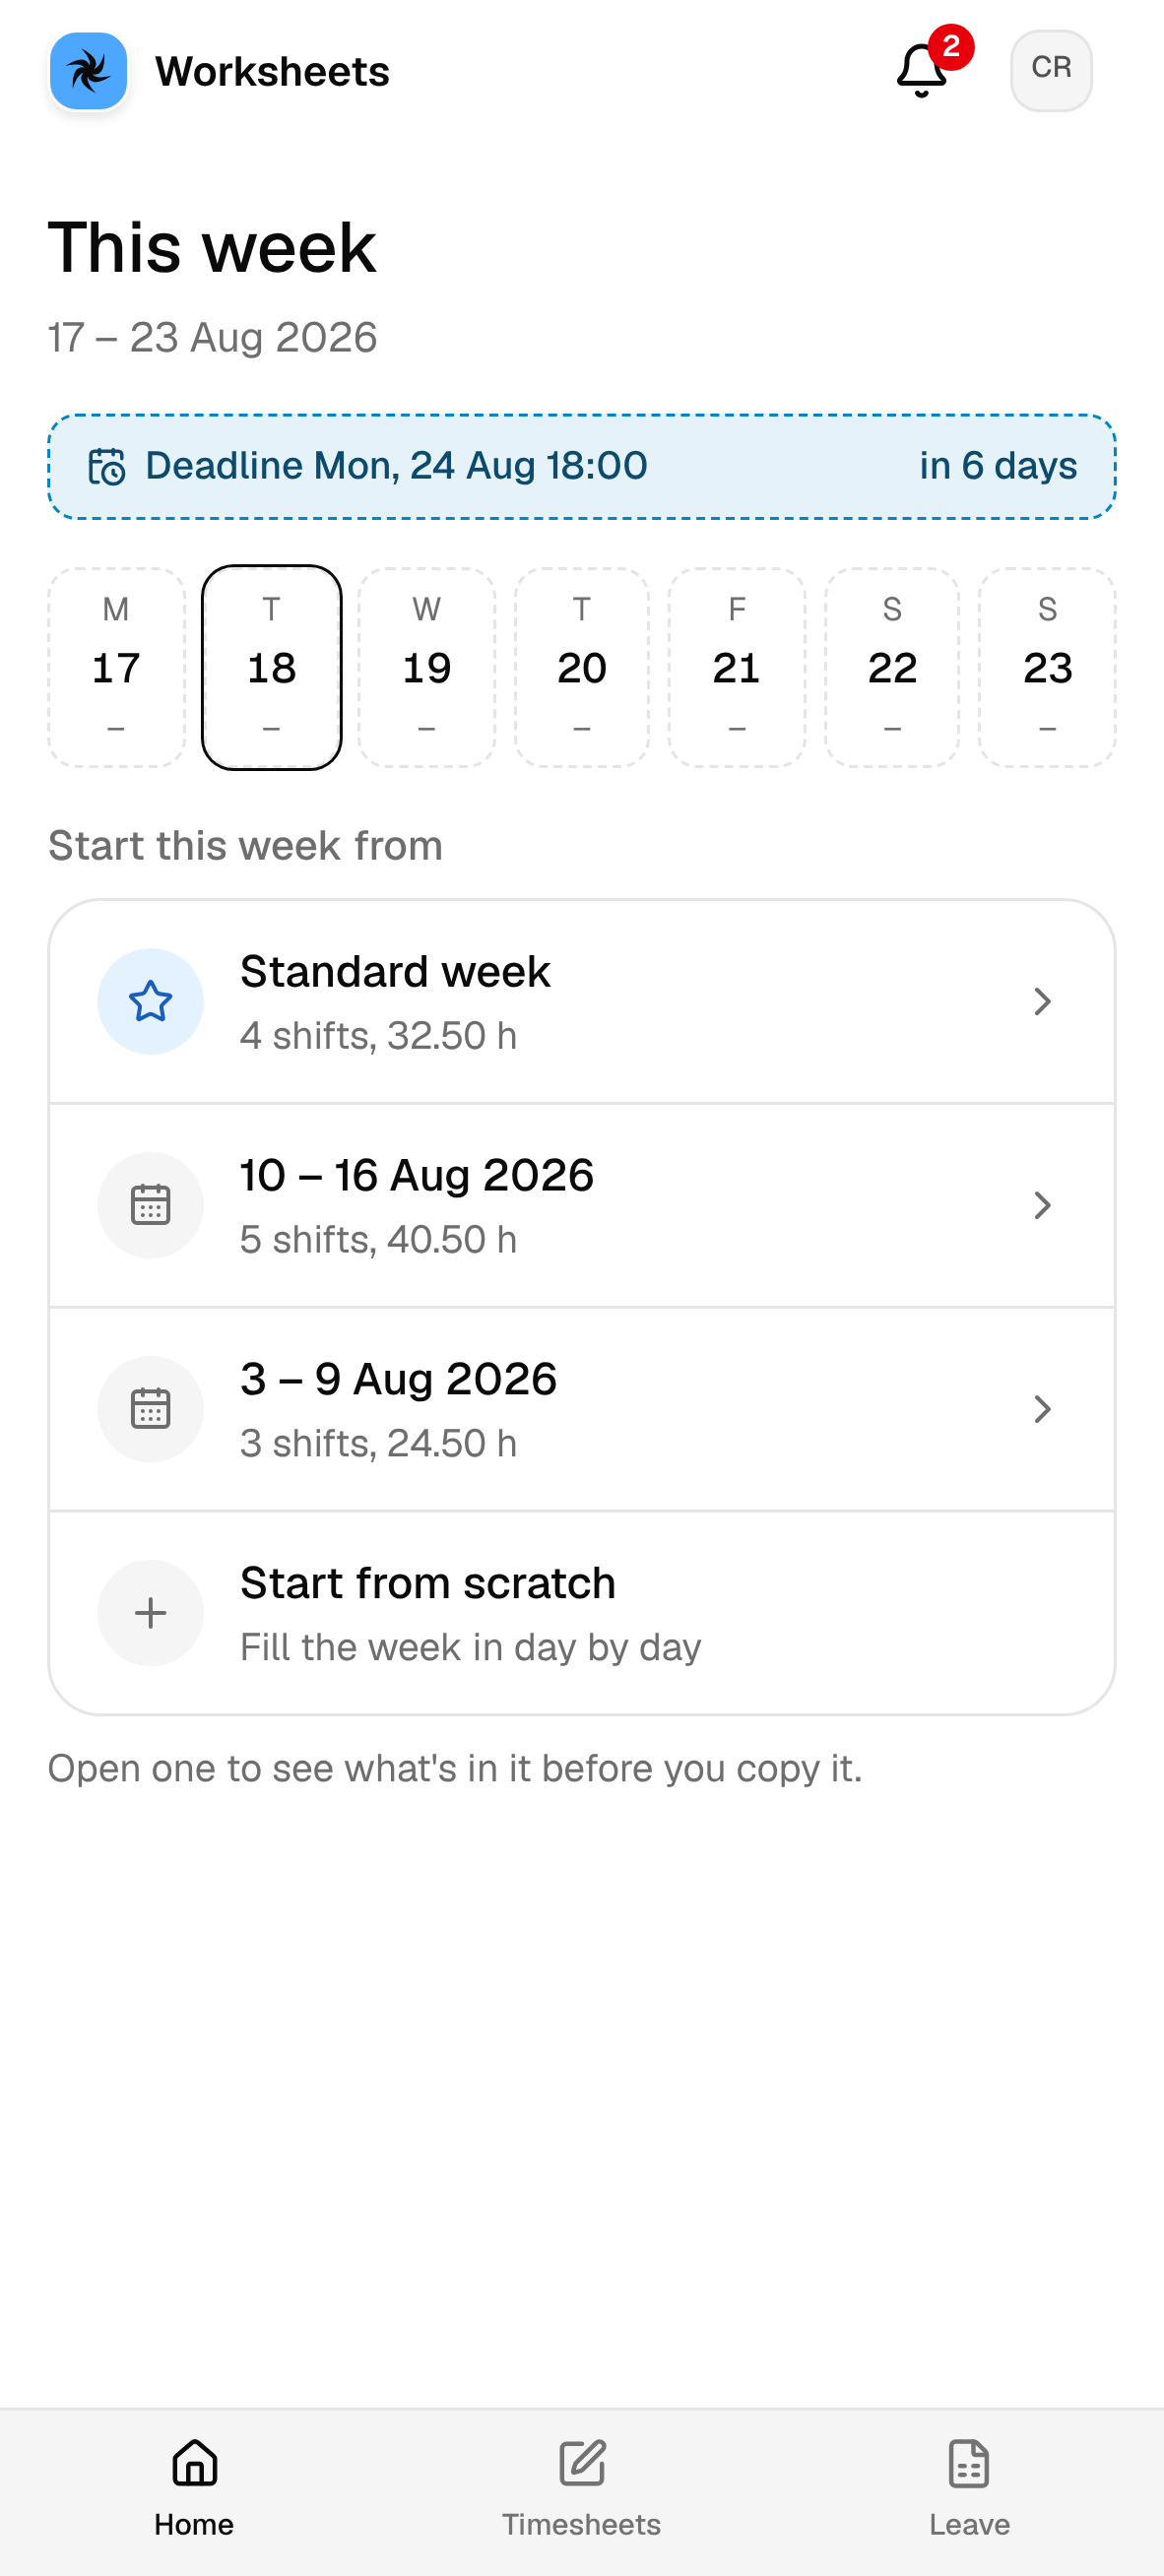 Worksheets
2
CR
This week
17 – 23 Aug 2026
Deadline Mon, 24 Aug 18:00
in 6 days
M
T
W
T
F
S
S
17
18
19
20
21
22
23
–
–
–
–
–
–
–
Start this week from
Standard week
4 shifts, 32.50 h
10 – 16 Aug 2026
5 shifts, 40.50 h
3 – 9 Aug 2026
3 shifts, 24.50 h
Start from scratch
Fill the week in day by day
Open one to see what's in it before you copy it.
Home
Timesheets
Leave